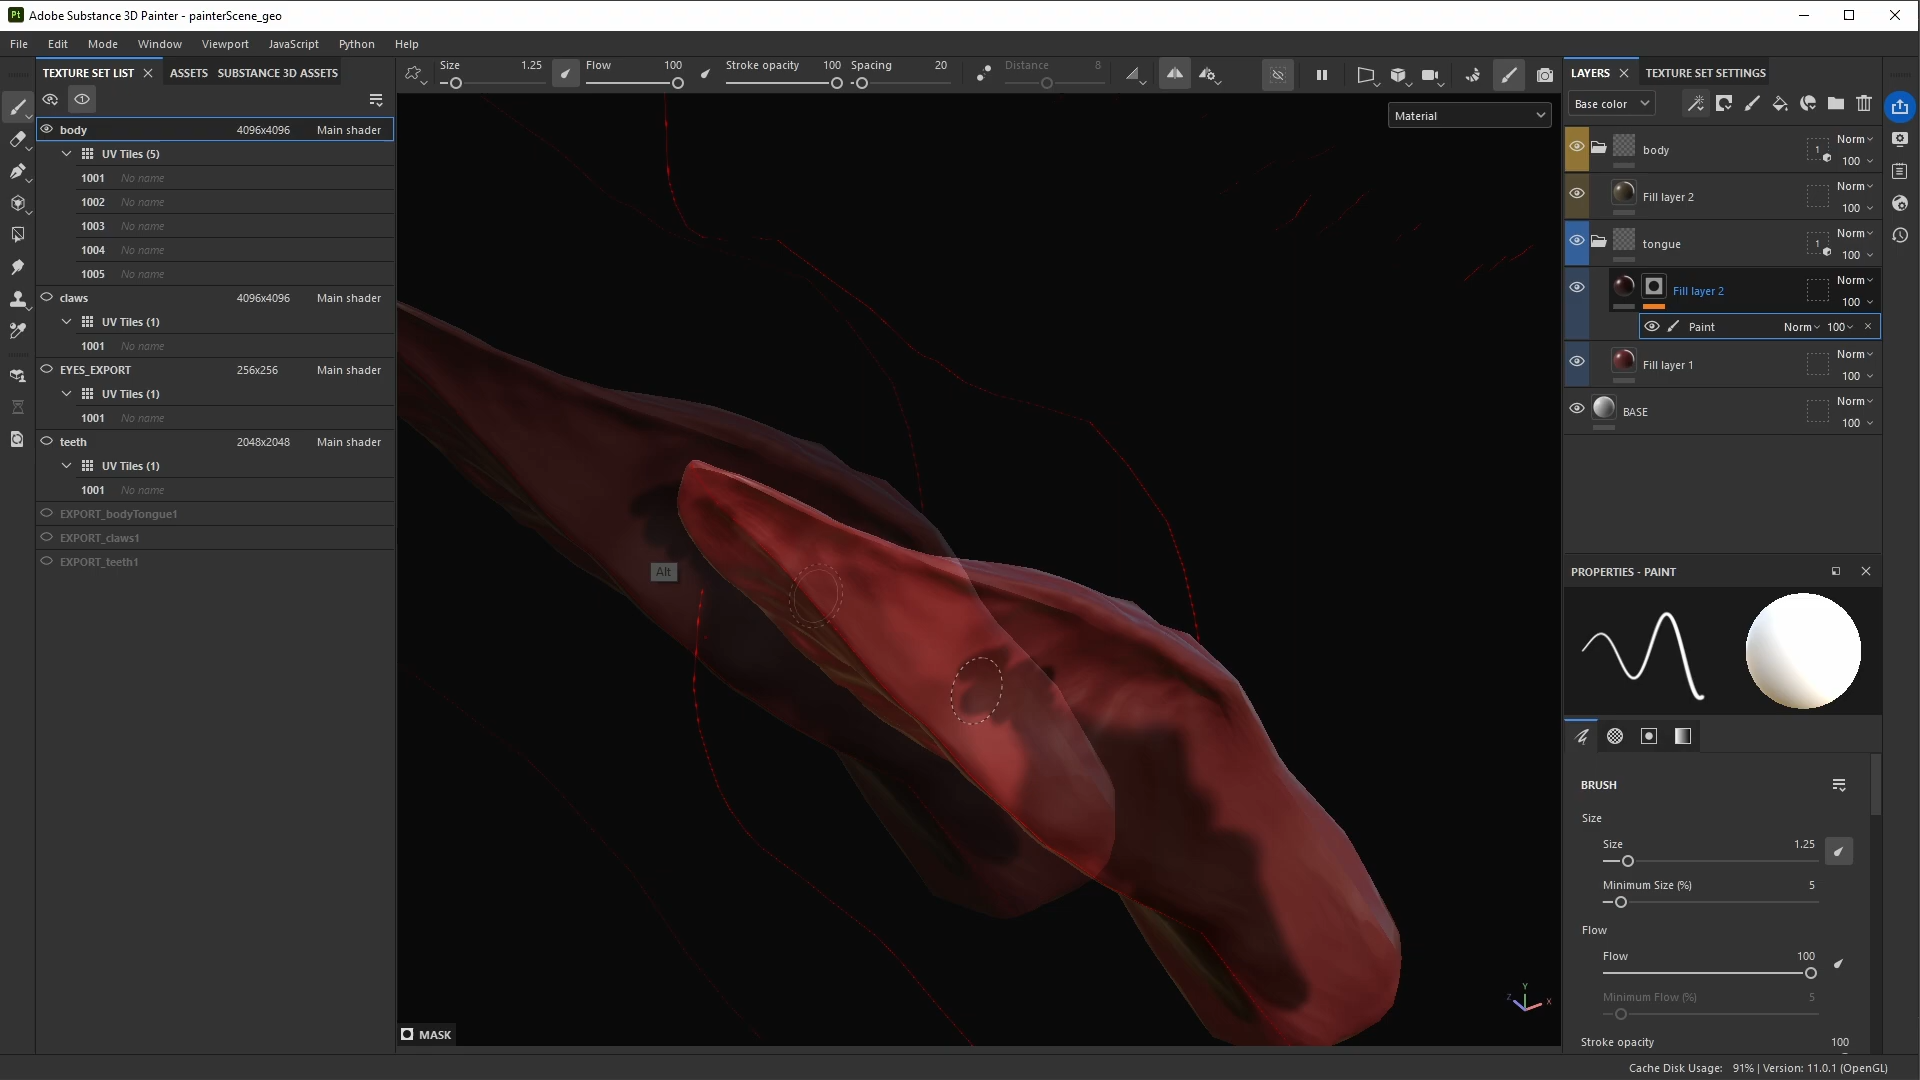 Pt Adobe Substance 3D Painter - painterScene_geo
File Edit Mode Window Viewport JavaScript Python Help
TEXTURE SET LIST ASSETS SUBSTANCE 3D ASSETS
Size 1.25 Flow 100 Stroke opacity 100 Spacing 20 Distance 8
LAYERS TEXTURE SET SETTINGS
Base color
Material
body 4096x4096 Main shader
UV Tiles (5)
1001 No name
1002 No name
1003 No name
1004 No name
1005 No name
claws 4096x4096 Main shader
UV Tiles (1)
1001 No name
EYES_EXPORT 256x256 Main shader
UV Tiles (1)
1001 No name
teeth 2048x2048 Main shader
UV Tiles (1)
1001 No name
EXPORT_bodyTongue1
EXPORT_claws1
EXPORT_teeth1
Alt
Y
Z X
MASK
body 1 Norm 100
Fill layer 2 Norm 100
tongue 1 Norm 100
Fill layer 2 Norm 100
Paint Norm 100
Fill layer 1 Norm 100
BASE Norm 100
PROPERTIES - PAINT
BRUSH
Size
Size 1.25
Minimum Size (%) 5
Flow
Flow 100
Minimum Flow (%) 5
Stroke opacity 100
Cache Disk Usage: 91% | Version: 11.0.1 (OpenGL)